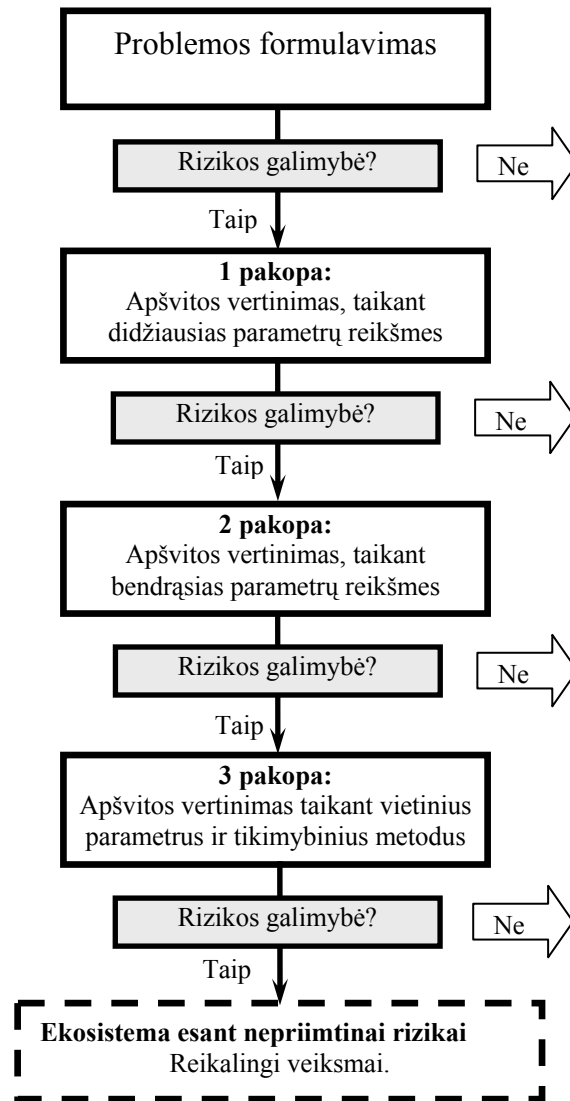 Problemos formulavimas
Rizikos galimybė?
Ne
Taip
1 pakopa:
Apšvitos vertinimas, taikant
didžiausias parametrų reikšmes
Rizikos galimybė?
Ne
Taip
2 pakopa:
Apšvitos vertinimas, taikant
bendrąsias parametrų reikšmes
Rizikos galimybė?
Ne
Taip
3 pakopa:
Apšvitos vertinimas taikant vietinius
parametrus ir tikimybinius metodus
Rizikos galimybė?
Ne
Taip
Ekosistema esant nepriimtinai rizikai
Reikalingi veiksmai.